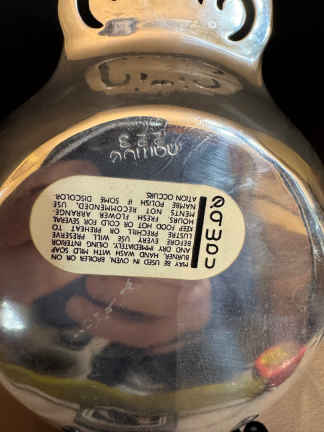 nambé
MAY BE USED IN OVEN, BROILER OR ON
BURNER, HAND WASH WITH MILD SOAP
AND DRY IMMEDIATELY, OILING INTERIOR
BEFORE EVERY USE WILL PRESERVE
LUSTRE. PREHEAT OR PRECHILL TO
KEEP FOOD HOT OR COLD FOR SEVERAL
HOURS. FRESH FLOWER ARRANGE-
MENTS NOT RECOMMENDED. USE
NAMBE POLISH IF SOME DISCOLOR-
ATION OCCURS.
223